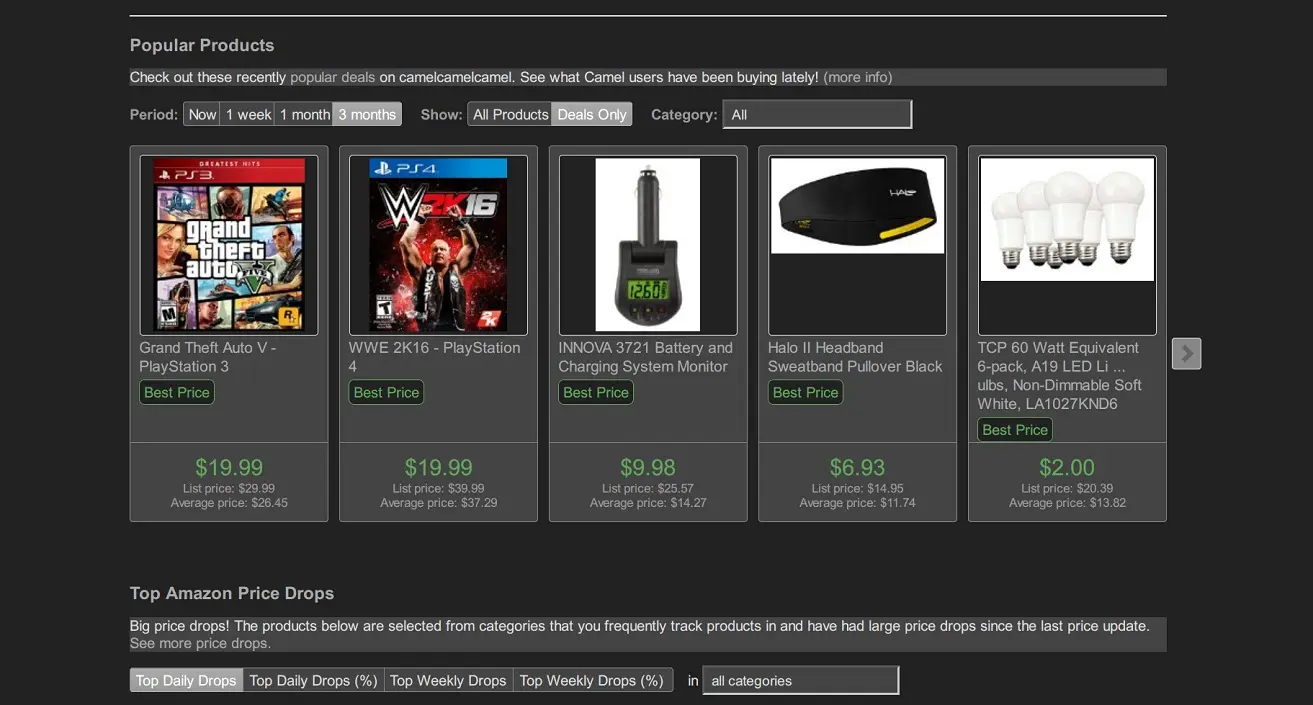 Popular Products
Check out these recently popular deals on camelcamelcamel. See what Camel users have been buying lately! (more info)
Period: Now 1 week 1 month 3 months Show: All Products Deals Only Category: All
GREATEST HITS
PS3
grand
theft
auto V
FIVE
M
R
Grand Theft Auto V -
PlayStation 3
Best Price
$19.99
List price: $29.99
Average price: $26.45
PS4
W 2K16
T
2K
WWE 2K16 - PlayStation
4
Best Price
$19.99
List price: $39.99
Average price: $37.29
12.60
INNOVA 3721 Battery and
Charging System Monitor
Best Price
$9.98
List price: $25.57
Average price: $14.27
HALO
Halo II Headband
Sweatband Pullover Black
Best Price
$6.93
List price: $14.95
Average price: $11.74
TCP 60 Watt Equivalent
6-pack, A19 LED Li ...
ulbs, Non-Dimmable Soft
White, LA1027KND6
Best Price
$2.00
List price: $20.39
Average price: $13.82
Top Amazon Price Drops
Big price drops! The products below are selected from categories that you frequently track products in and have had large price drops since the last price update.
See more price drops.
Top Daily Drops Top Daily Drops (%) Top Weekly Drops Top Weekly Drops (%) in all categories